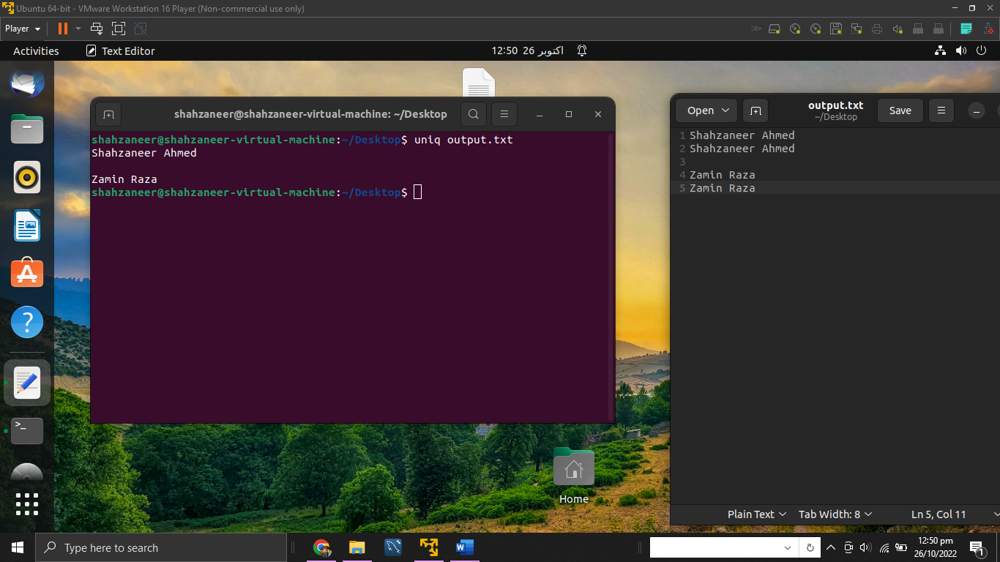 Ubuntu 64-bit - VMware Workstation 16 Player (Non-commercial use only)
Player
Activities
Text Editor
12:50 26 اکتوبر
shahzaneer@shahzaneer-virtual-machine: ~/Desktop
shahzaneer@shahzaneer-virtual-machine:~/Desktop$ uniq output.txt
Shahzaneer Ahmed
Zamin Raza
shahzaneer@shahzaneer-virtual-machine:~/Desktop$
Open
output.txt
~/Desktop
Save
1 Shahzaneer Ahmed
2 Shahzaneer Ahmed
3
4 Zamin Raza
5 Zamin Raza
Plain Text
Tab Width: 8
Ln 5, Col 11
Home
Type here to search
12:50 pm
26/10/2022
1